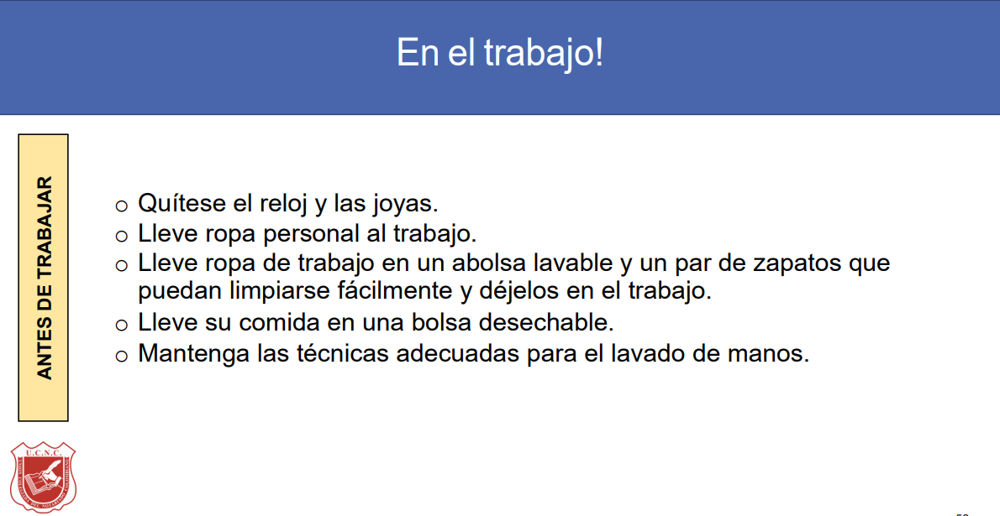 En el trabajo!
ANTES DE TRABAJAR
o Quítese el reloj y las joyas.
o Lleve ropa personal al trabajo.
o Lleve ropa de trabajo en un abolsa lavable y un par de zapatos que
puedan limpiarse fácilmente y déjelos en el trabajo.
o Lleve su comida en una bolsa desechable.
o Mantenga las técnicas adecuadas para el lavado de manos.
U.C.N.C.